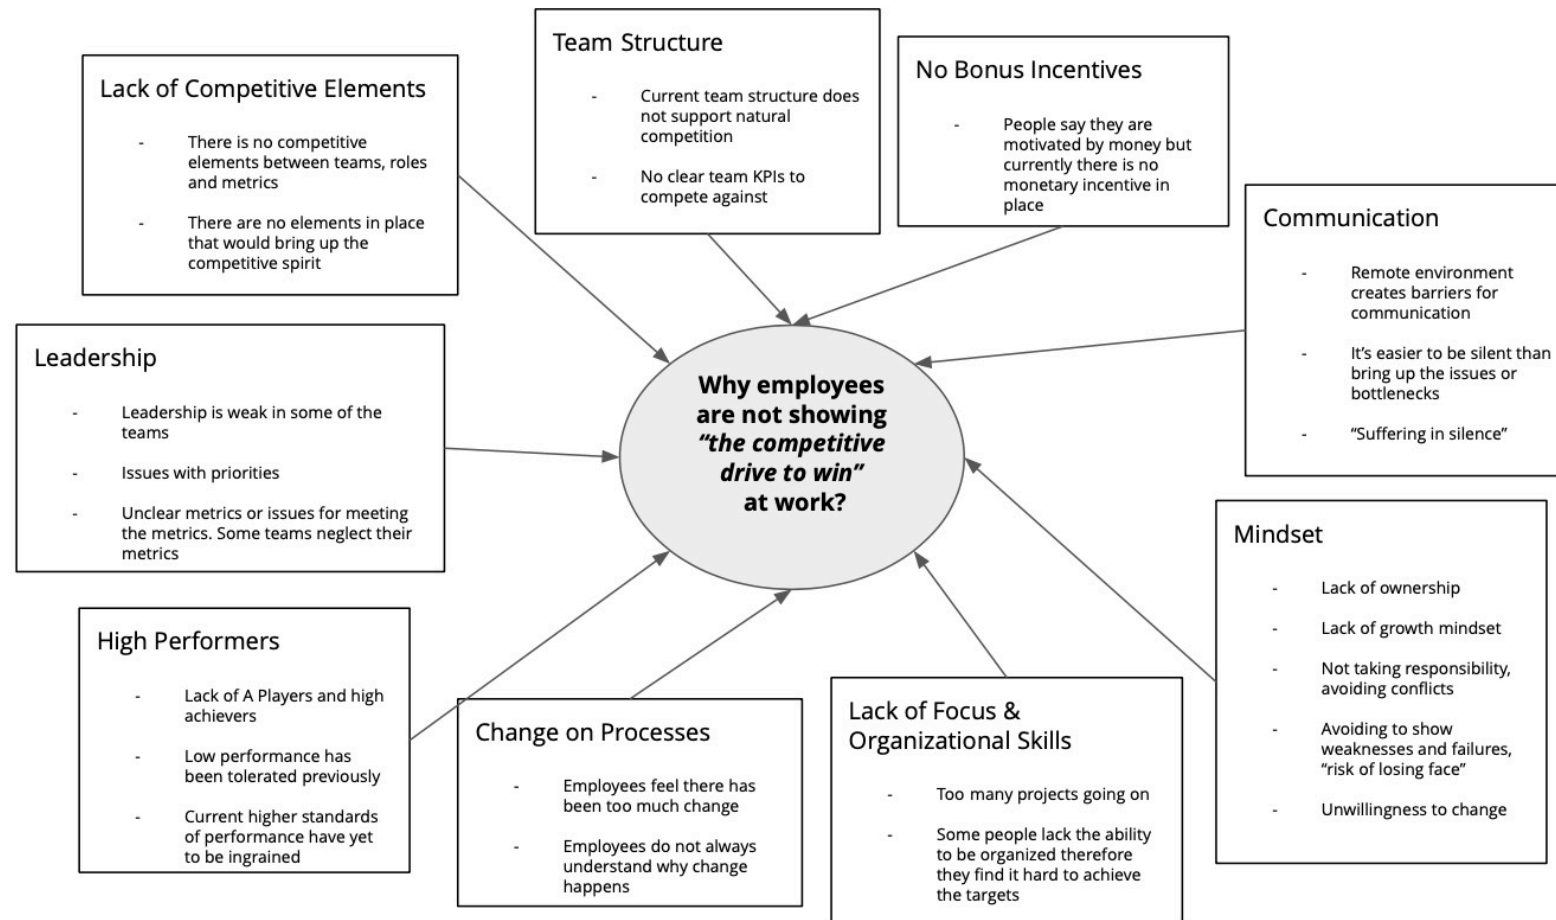 Team Structure
- Current team structure does
not support natural
competition
- No clear team KPIs to
compete against
No Bonus Incentives
- People say they are
motivated by money but
currently there is no
monetary incentive in
place
Lack of Competitive Elements
- There is no competitive
elements between teams, roles
and metrics
- There are no elements in place
that would bring up the
competitive spirit
Communication
- Remote environment
creates barriers for
communication
- It’s easier to be silent than
bring up the issues or
bottlenecks
- “Suffering in silence”
Leadership
- Leadership is weak in some of the
teams
- Issues with priorities
- Unclear metrics or issues for meeting
the metrics. Some teams neglect their
metrics
Why employees
are not showing
“the competitive
drive to win”
at work?
Mindset
- Lack of ownership
- Lack of growth mindset
- Not taking responsibility,
avoiding conflicts
- Avoiding to show
weaknesses and failures,
“risk of losing face”
- Unwillingness to change
High Performers
- Lack of A Players and high
achievers
- Low performance has
been tolerated previously
- Current higher standards
of performance have yet
to be ingrained
Change on Processes
- Employees feel there has
been too much change
- Employees do not always
understand why change
happens
Lack of Focus &
Organizational Skills
- Too many projects going on
- Some people lack the ability
to be organized therefore
they find it hard to achieve
the targets